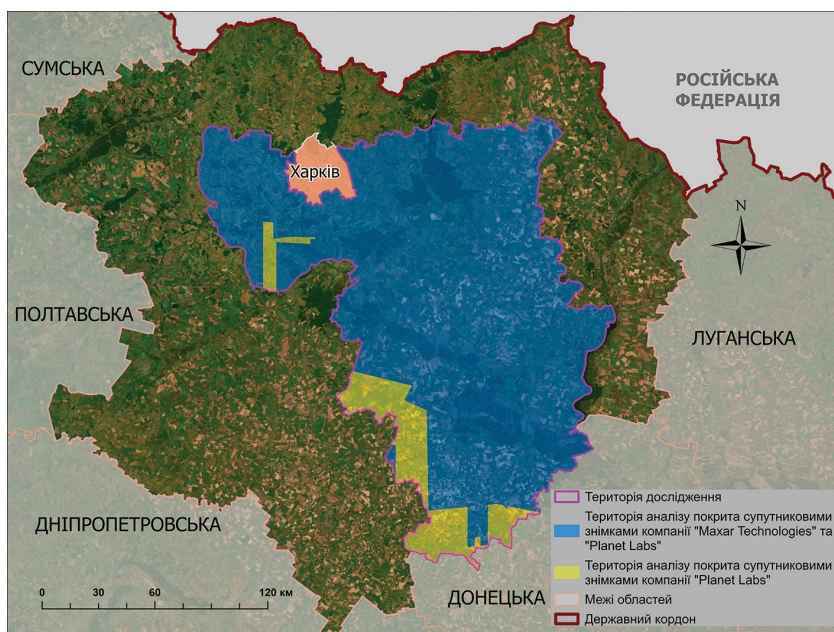 СУМСЬКА
РОСІЙСЬКА
ФЕДЕРАЦІЯ
Харків
N
ПОЛТАВСЬКА
ЛУГАНСЬКА
ДНІПРОПЕТРОВСЬКА
ДОНЕЦЬКА
0 30 60 120 км
Територія дослідження
Територія аналізу покрита супутниковими
знімками компанії "Maxar Technologies" та
"Planet Labs"
Територія аналізу покрита супутниковими
знімками компанії "Planet Labs"
Межі областей
Державний кордон